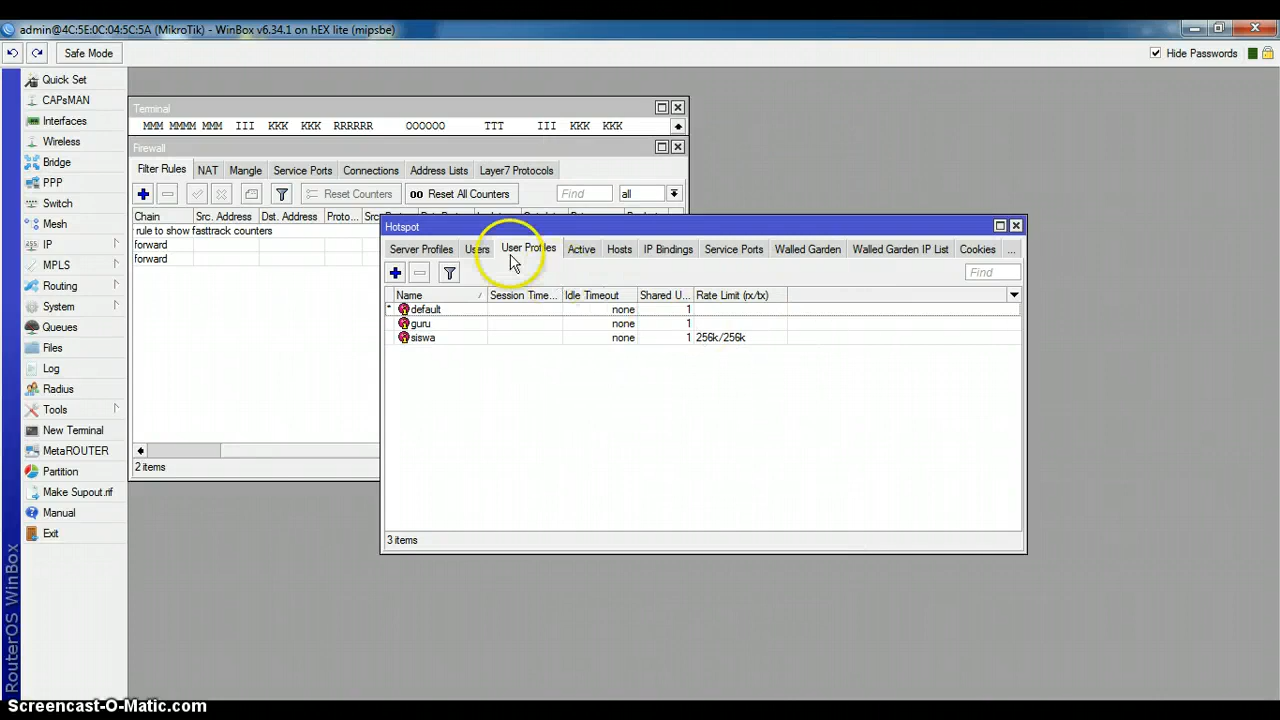 admin@4C:5E:0C:04:5C:5A (MikroTik) - WinBox v6.34.1 on hEX lite (mipsbe)
Safe Mode
Hide Passwords
Quick Set
CAPsMAN
Interfaces
Wireless
Bridge
PPP
Switch
Mesh
IP
MPLS
Routing
System
Queues
Files
Log
Radius
Tools
New Terminal
MetaROUTER
Partition
Make Supout.rif
Manual
Exit
RouterOS WinBox
Terminal
MMM MMMM MMM III KKK KKK RRRRRR OOOOOO TTT III KKK KKK
Firewall
Filter Rules NAT Mangle Service Ports Connections Address Lists Layer7 Protocols
Reset Counters 00 Reset All Counters Find all
Chain Src. Address Dst. Address Proto...
rule to show fasttrack counters
forward
forward
2 items
Hotspot
Server Profiles Users User Profiles Active Hosts IP Bindings Service Ports Walled Garden Walled Garden IP List Cookies ...
Find
Name Session Time... Idle Timeout Shared U... Rate Limit (rx/tx)
* default none 1
guru none 1
siswa none 1 256k/256k
3 items
Screencast-O-Matic.com